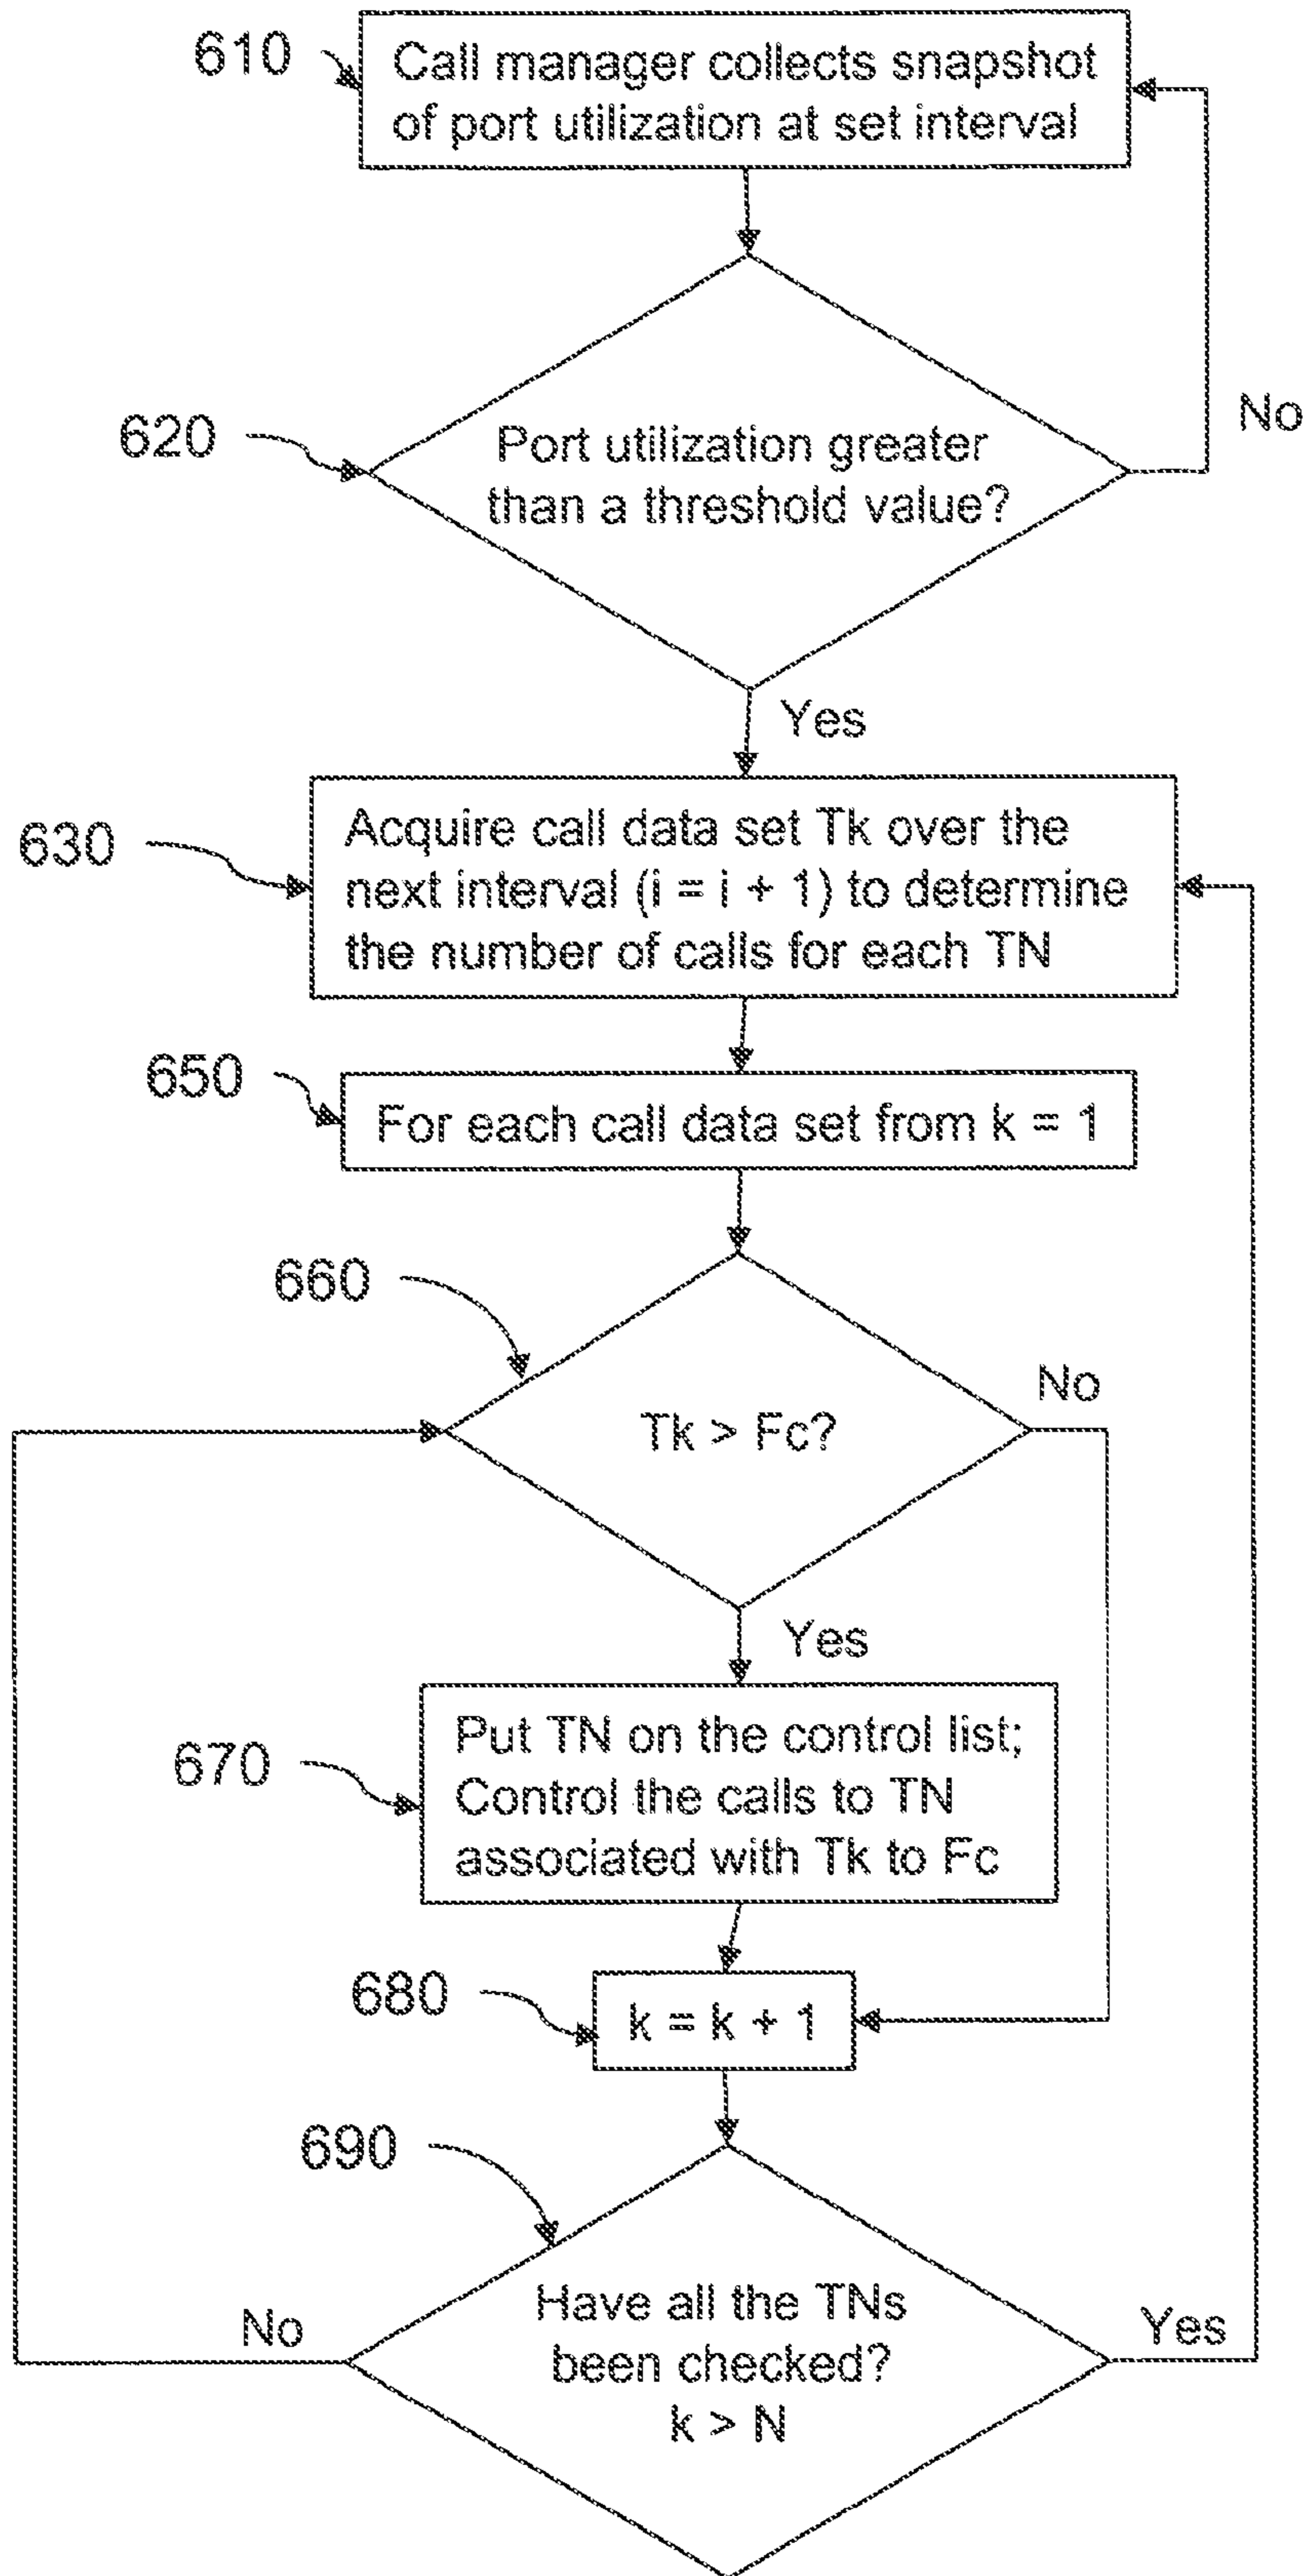 610
Call manager collects snapshot
of port utilization at set interval
620
Port utilization greater
than a threshold value?
No
Yes
630
Acquire call data set Tk over the
next interval (i = i + 1) to determine
the number of calls for each TN
650
For each call data set from k = 1
660
Tk > Fc?
No
Yes
670
Put TN on the control list;
Control the calls to TN
associated with Tk to Fc
680
k = k + 1
690
Have all the TNs
been checked?
k > N
No
Yes